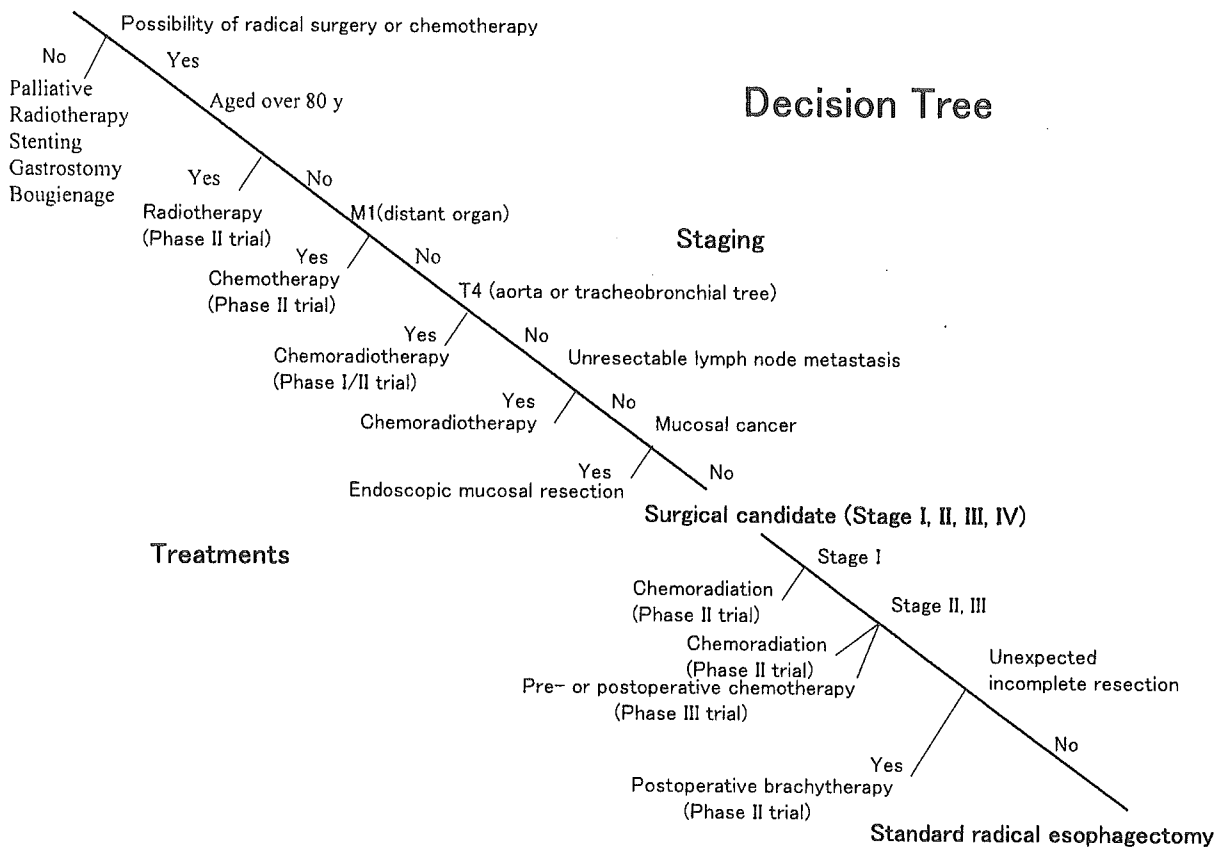 Possibility of radical surgery or chemotherapy
No
Yes
Palliative
Radiotherapy
Stenting
Gastrostomy
Bougienage
Decision Tree
Aged over 80 y
Yes
No
Radiotherapy
(Phase II trial)
M1(distant organ)
Staging
Yes
No
Chemotherapy
(Phase II trial)
T4 (aorta or tracheobronchial tree)
Yes
No
Chemoradiotherapy
(Phase I/II trial)
Unresectable lymph node metastasis
Yes
No
Chemoradiotherapy
Mucosal cancer
Yes
No
Endoscopic mucosal resection
Surgical candidate (Stage I, II, III, IV)
Treatments
Stage I
Chemoradiation
(Phase II trial)
Stage II, III
Chemoradiation
(Phase II trial)
Pre- or postoperative chemotherapy
(Phase III trial)
Unexpected
incomplete resection
No
Yes
Postoperative brachytherapy
(Phase II trial)
Standard radical esophagectomy